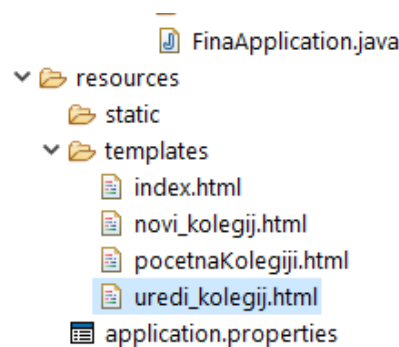 FinaApplication.java
resources
static
templates
index.html
novi_kolegij.html
pocetnaKolegiji.html
uredi_kolegij.html
application.properties